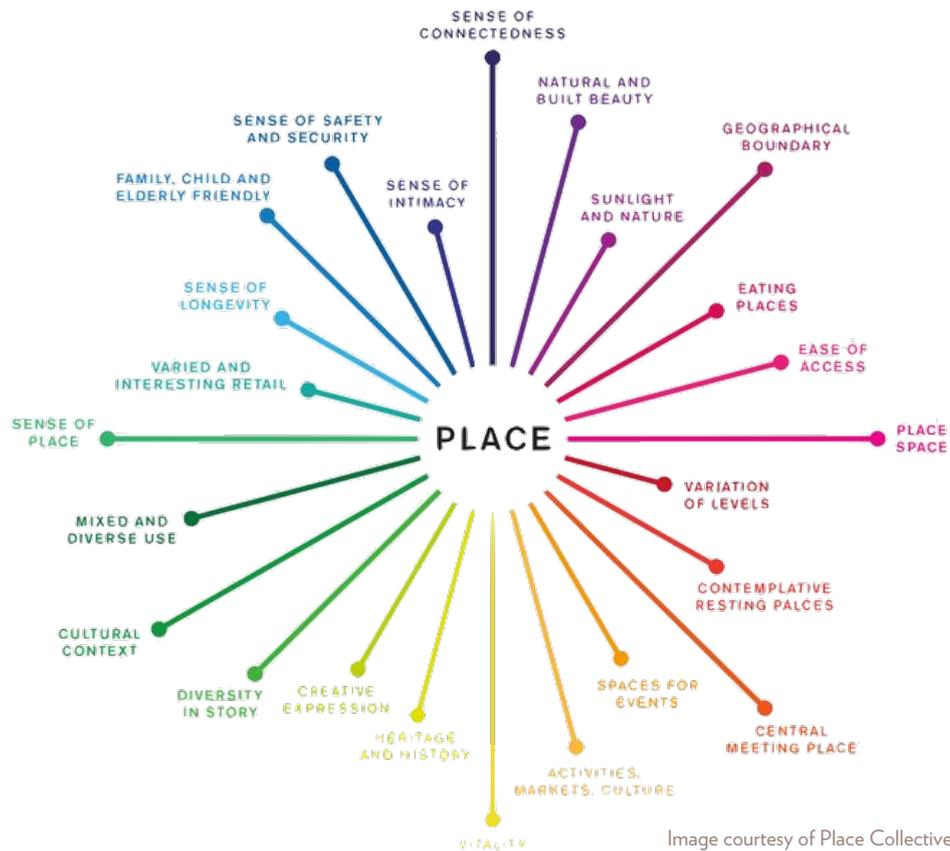 SENSE OF
CONNECTEDNESS
NATURAL AND
BUILT BEAUTY
GEOGRAPHICAL
BOUNDARY
SUNLIGHT
AND NATURE
EATING
PLACES
EASE OF
ACCESS
PLACE
SPACE
VARIATION
OF LEVELS
CONTEMPLATIVE
RESTING PALCES
CENTRAL
MEETING PLACE
SPACES FOR
EVENTS
ACTIVITIES,
MARKETS, CULTURE
VITALITY
HERITAGE
AND HISTORY
CREATIVE
EXPRESSION
DIVERSITY
IN STORY
CULTURAL
CONTEXT
MIXED AND
DIVERSE USE
SENSE OF
PLACE
VARIED AND
INTERESTING RETAIL
SENSE OF
LONGEVITY
FAMILY, CHILD AND
ELDERLY FRIENDLY
SENSE OF SAFETY
AND SECURITY
SENSE OF
INTIMACY
PLACE
Image courtesy of Place Collective